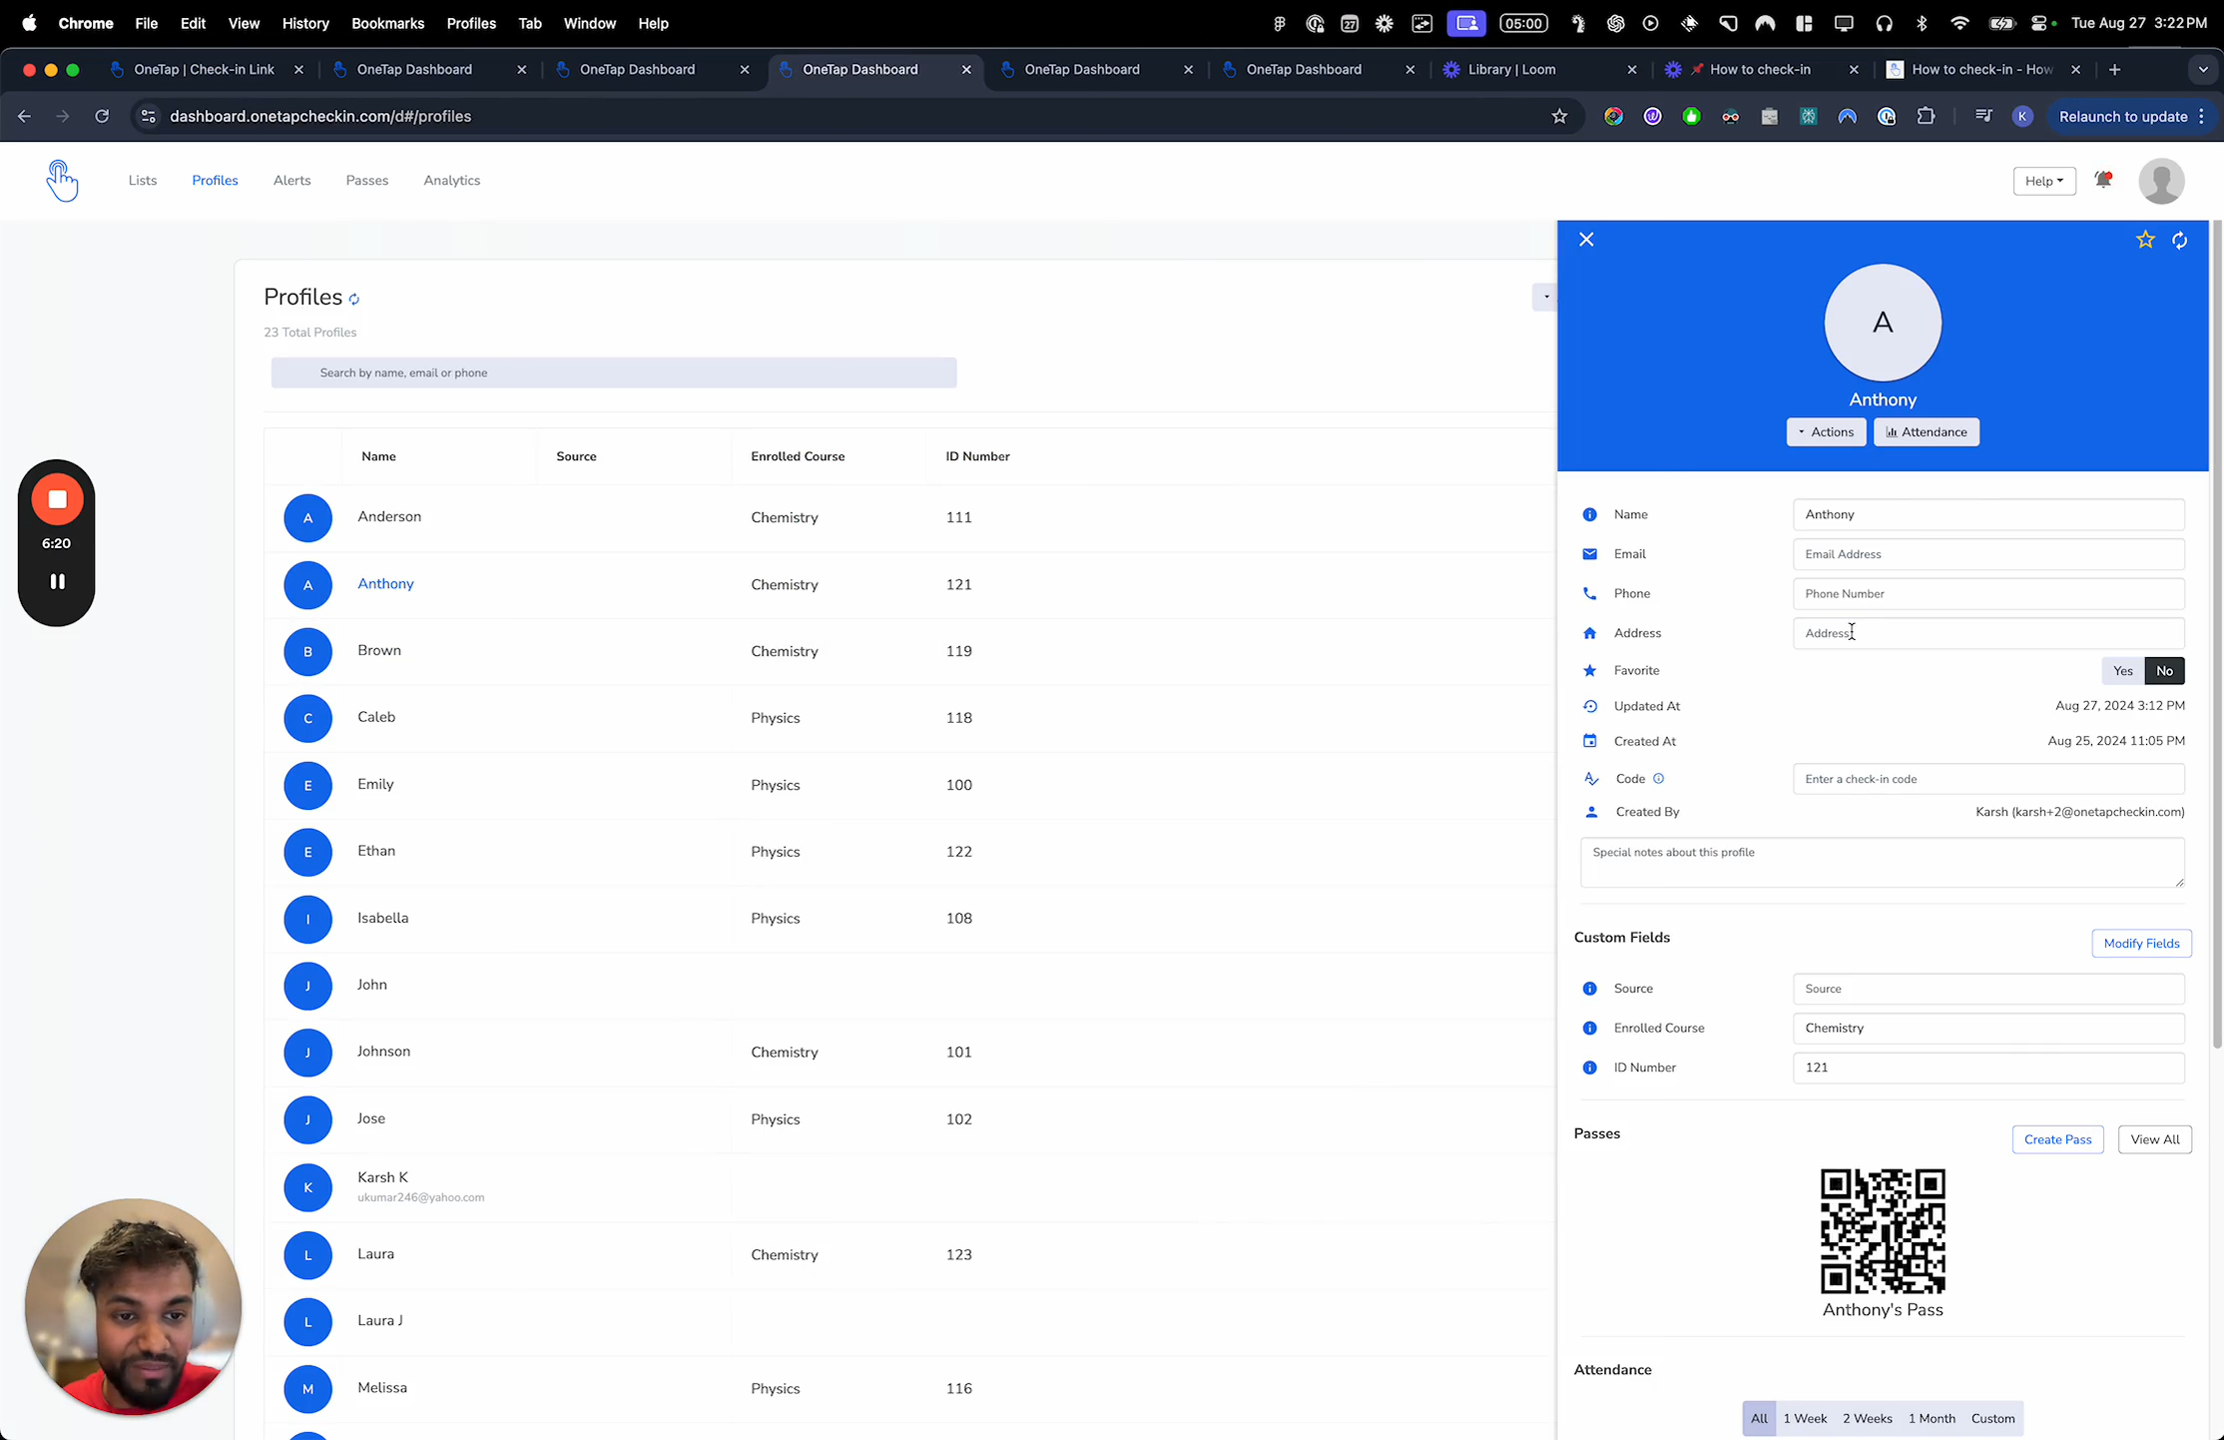 Chrome File Edit View History Bookmarks Profiles Tab Window Help 27 05:00 Tue Aug 27 3:22 PM
OneTap | Check-in Link OneTap Dashboard OneTap Dashboard OneTap Dashboard OneTap Dashboard OneTap Dashboard Library | Loom How to check-in How to check-in - How
dashboard.onetapcheckin.com/d#/profiles K Relaunch to update
Lists Profiles Alerts Passes Analytics Help
Profiles
23 Total Profiles
Search by name, email or phone
Name Source Enrolled Course ID Number
A Anderson Chemistry 111
A Anthony Chemistry 121
B Brown Chemistry 119
C Caleb Physics 118
E Emily Physics 100
E Ethan Physics 122
I Isabella Physics 108
J John
J Johnson Chemistry 101
J Jose Physics 102
K Karsh K
ukumar246@yahoo.com
L Laura Chemistry 123
L Laura J
M Melissa Physics 116
6:20
A
Anthony
Actions Attendance
Name Anthony
Email Email Address
Phone Phone Number
Address Address
Favorite Yes No
Updated At Aug 27, 2024 3:12 PM
Created At Aug 25, 2024 11:05 PM
Code Enter a check-in code
Created By Karsh (karsh+2@onetapcheckin.com)
Special notes about this profile
Custom Fields Modify Fields
Source Source
Enrolled Course Chemistry
ID Number 121
Passes Create Pass View All
Anthony's Pass
Attendance
All 1 Week 2 Weeks 1 Month Custom